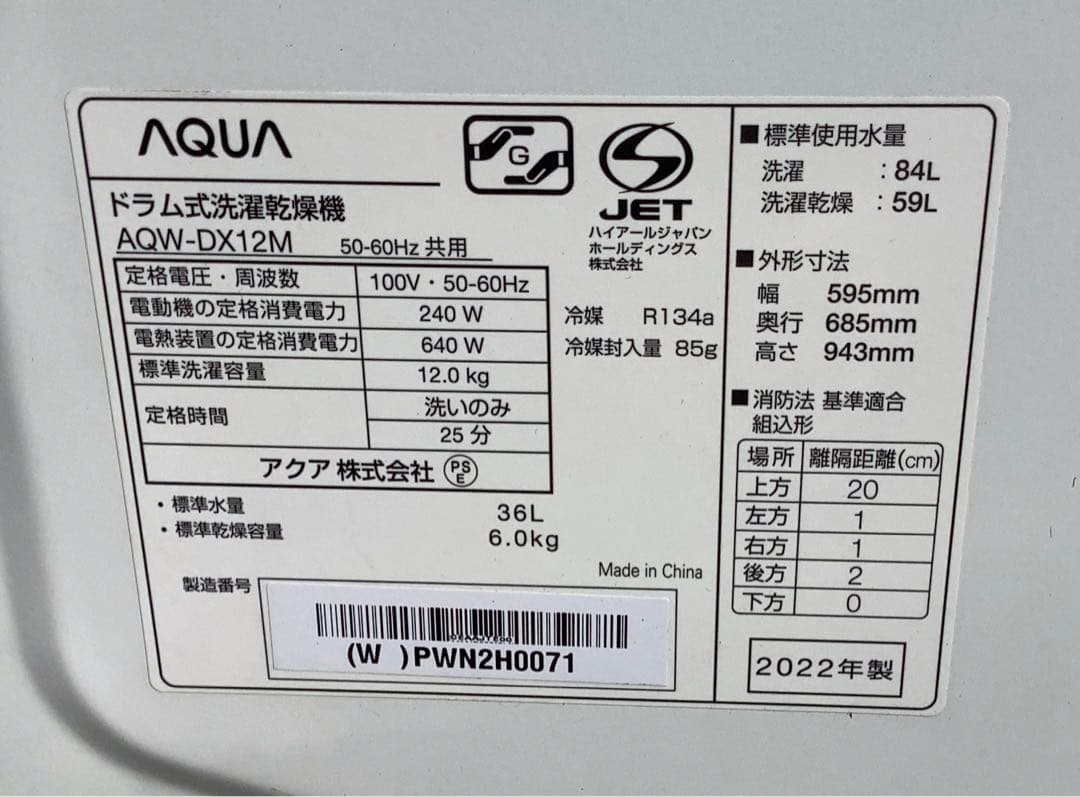 AQUA
G
JET
ハイアールジャパン
ホールディングス
株式会社
ドラム式洗濯乾燥機
AQW-DX12M 50-60Hz 共用
定格電圧・周波数 100V・50-60Hz
電動機の定格消費電力 240 W
電熱装置の定格消費電力 640 W
標準洗濯容量 12.0 kg
定格時間 洗いのみ
25 分
アクア 株式会社 PSE
冷媒 R134a
冷媒封入量 85g
・標準水量 36L
・標準乾燥容量 6.0kg
Made in China
製造番号
(W )PWN2H0071
■標準使用水量
洗濯 :84L
洗濯乾燥 :59L
■外形寸法
幅 595mm
奥行 685mm
高さ 943mm
■消防法 基準適合
組込形
場所 離隔距離(cm)
上方 20
左方 1
右方 1
後方 2
下方 0
2022年製